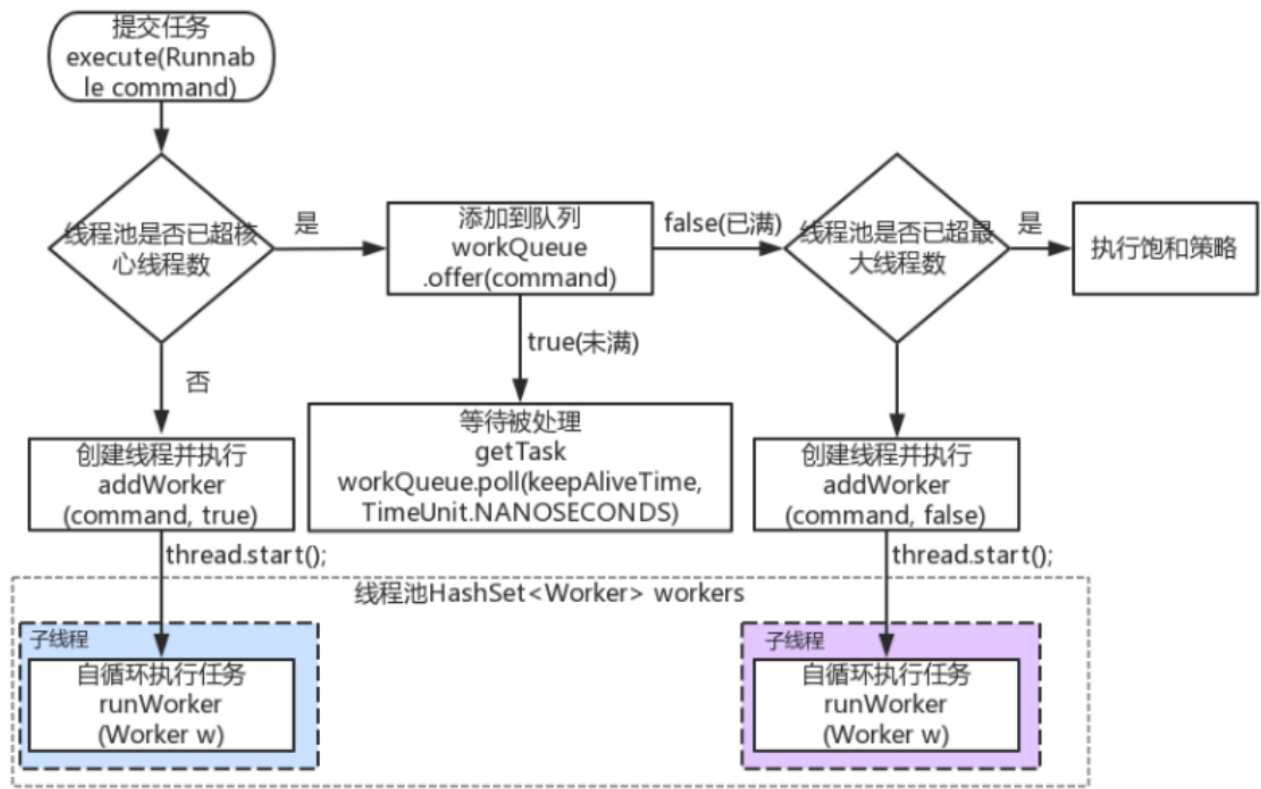 提交任务
execute(Runnab
le command)
线程池是否已超核
心线程数
是
添加到队列
workQueue
.offer(command)
false(已满)
线程池是否已超最
大线程数
是
执行饱和策略
true(未满)
否
创建线程并执行
addWorker
(command, true)
等待被处理
getTask
workQueue.poll(keepAliveTime,
TimeUnit.NANOSECONDS)
创建线程并执行
addWorker
(command, false)
thread.start();
thread.start();
线程池HashSet<Worker> workers
子线程
自循环执行任务
runWorker
(Worker w)
子线程
自循环执行任务
runWorker
(Worker w)